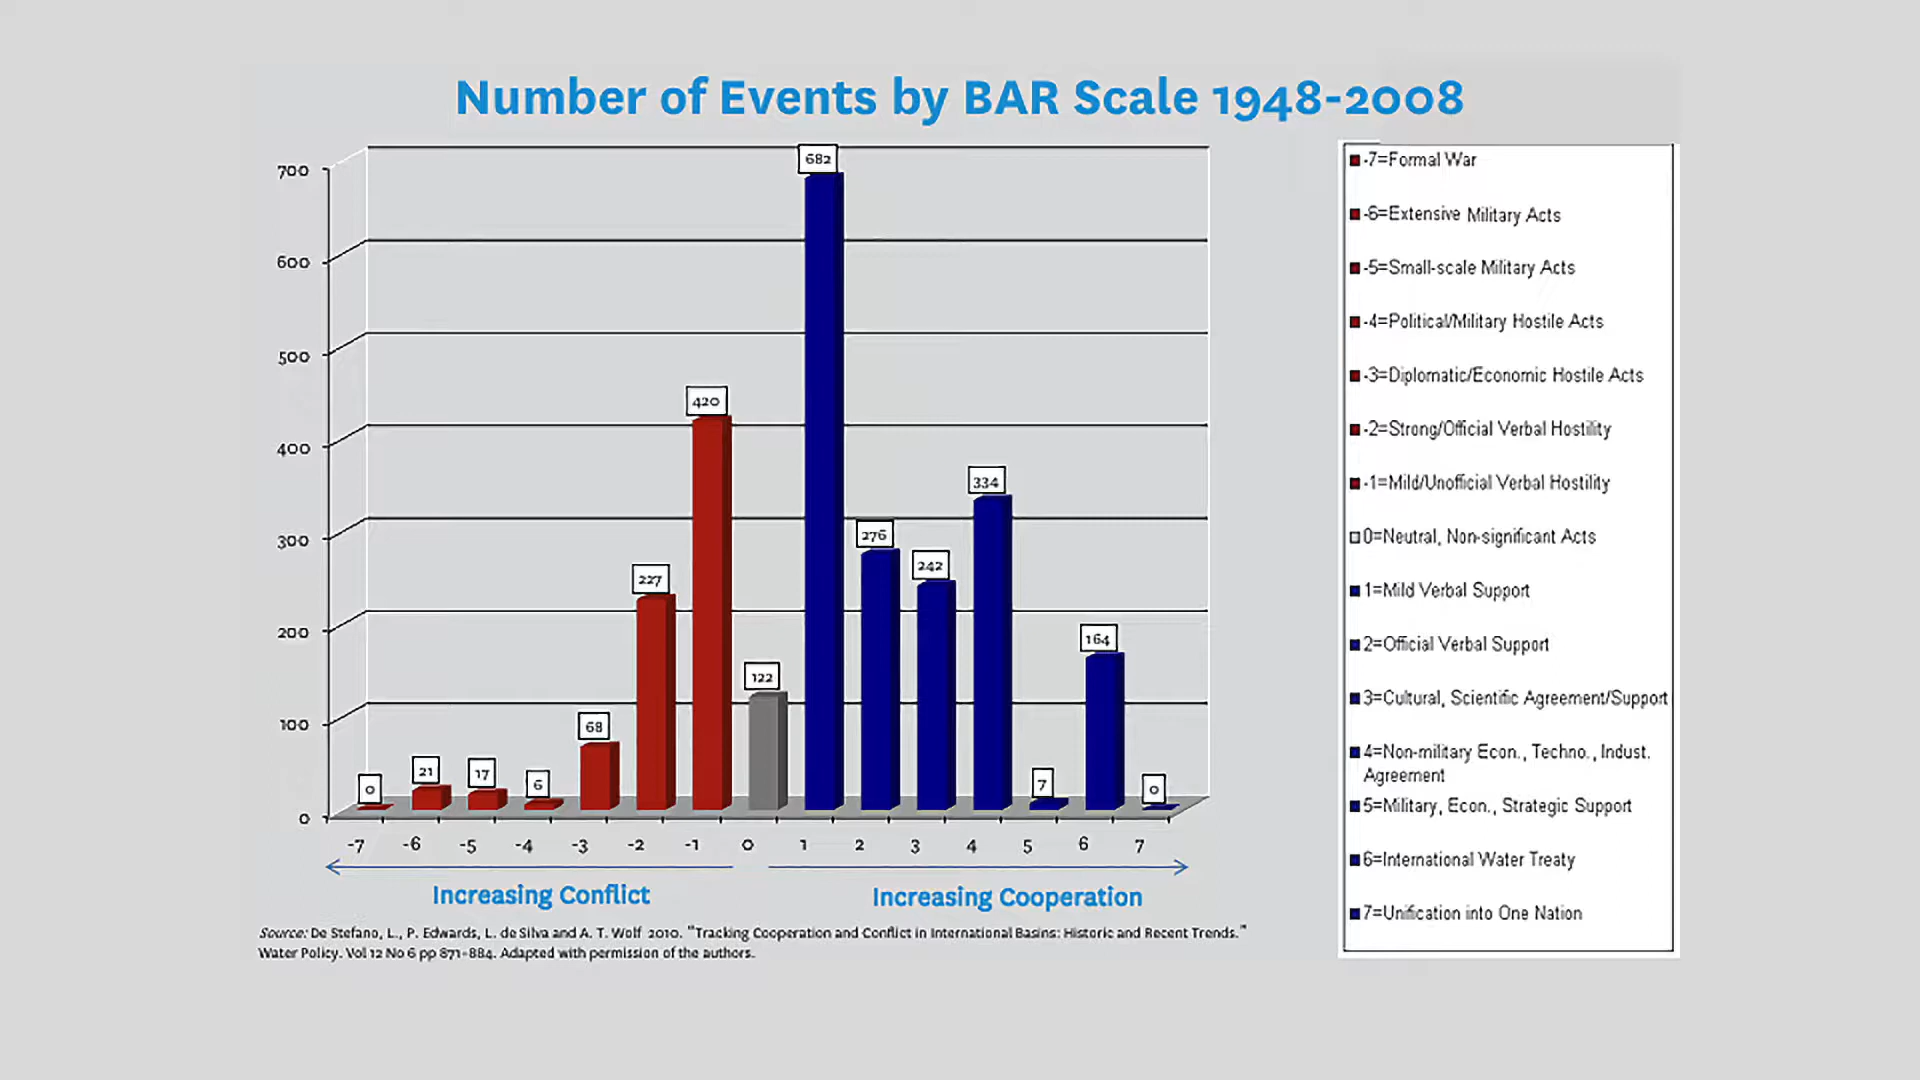 Number of Events by BAR Scale 1948-2008
700
600
500
400
300
200
100
0
0
21
17
6
68
227
420
122
682
276
242
334
7
164
0
-7 -6 -5 -4 -3 -2 -1 0 1 2 3 4 5 6 7
Increasing Conflict
Increasing Cooperation
Source: De Stefano, L., P. Edwards, L. de Silva and A. T. Wolf 2010. "Tracking Cooperation and Conflict in International Basins: Historic and Recent Trends."
Water Policy. Vol 12 No 6 pp 871-884. Adapted with permission of the authors.
-7=Formal War
-6=Extensive Military Acts
-5=Small-scale Military Acts
-4=Political/Military Hostile Acts
-3=Diplomatic/Economic Hostile Acts
-2=Strong/Official Verbal Hostility
-1=Mild/Unofficial Verbal Hostility
0=Neutral, Non-significant Acts
1=Mild Verbal Support
2=Official Verbal Support
3=Cultural, Scientific Agreement/Support
4=Non-military Econ., Techno., Indust.
Agreement
5=Military, Econ., Strategic Support
6=International Water Treaty
7=Unification into One Nation